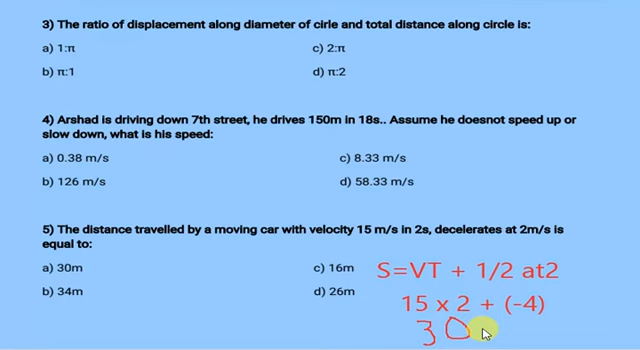 3) The ratio of displacement along diameter of cirle and total distance along circle is:
a) 1:π
c) 2:π
b) π:1
d) π:2
4) Arshad is driving down 7th street, he drives 150m in 18s.. Assume he doesnot speed up or
slow down, what is his speed:
a) 0.38 m/s
c) 8.33 m/s
b) 126 m/s
d) 58.33 m/s
5) The distance travelled by a moving car with velocity 15 m/s in 2s, decelerates at 2m/s is
equal to:
a) 30m
c) 16m
b) 34m
d) 26m
S=VT + 1/2 at2
15 x 2 + (-4)
30